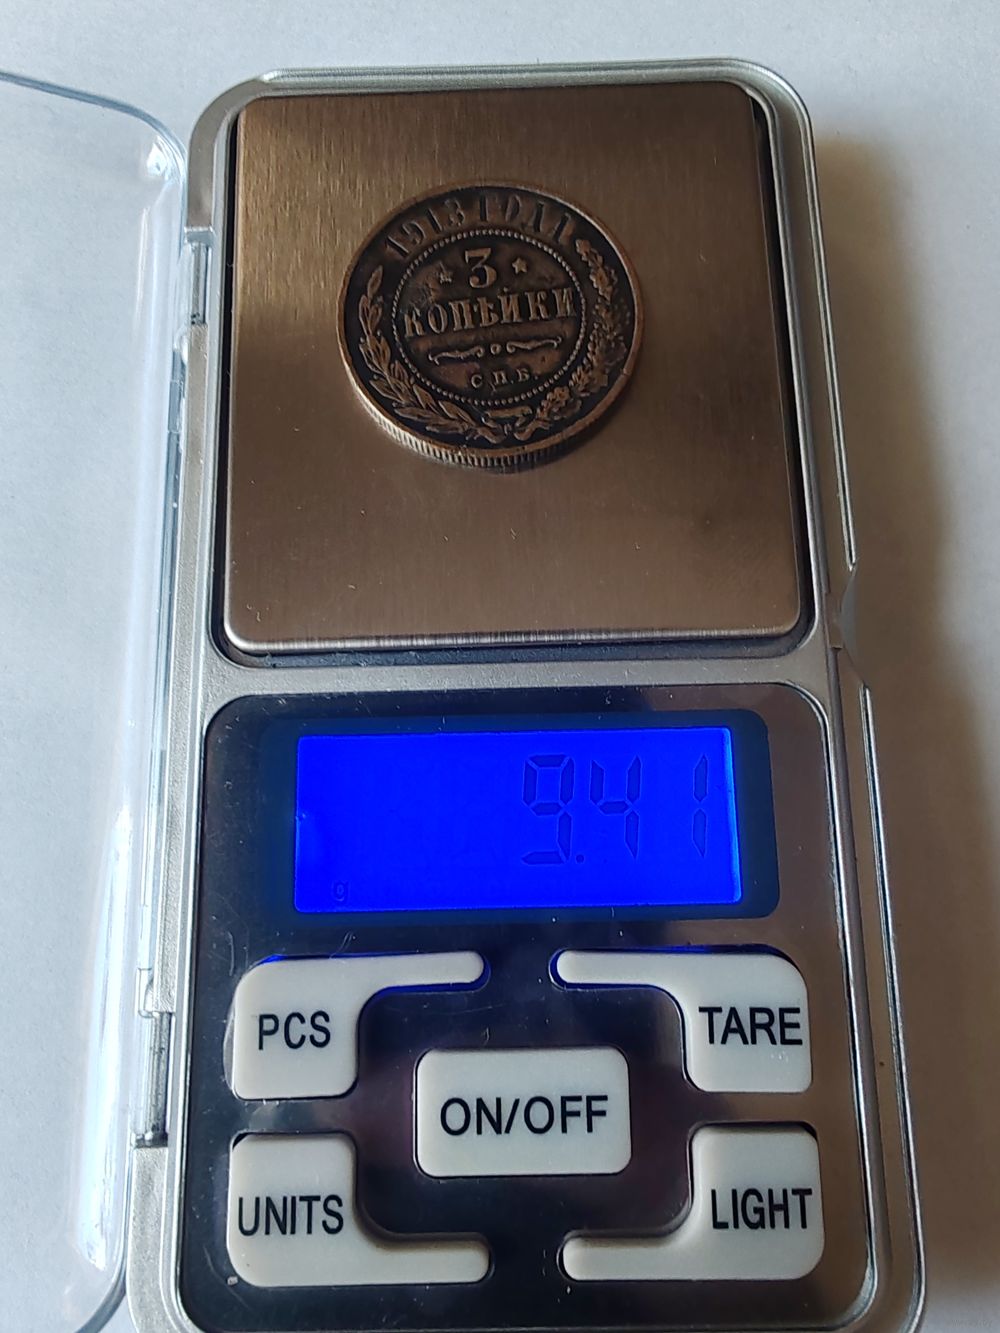 1913 ГОДА
3
КОПѢЙКИ
С.П.Б.
9.41
g
PCS
TARE
ON/OFF
UNITS
LIGHT